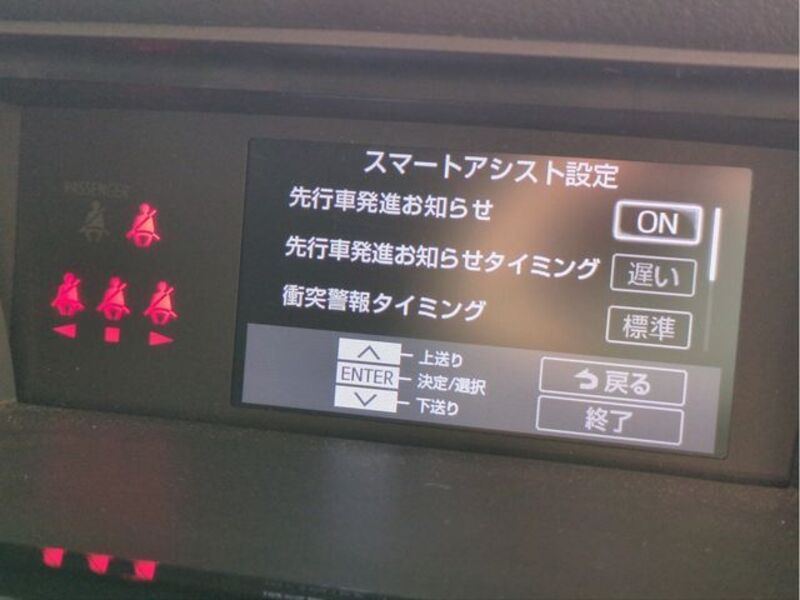 PASSENGER
スマートアシスト設定
先行車発進お知らせ ON
先行車発進お知らせタイミング 遅い
衝突警報タイミング 標準
上送り
ENTER 決定/選択
下送り
戻る
終了